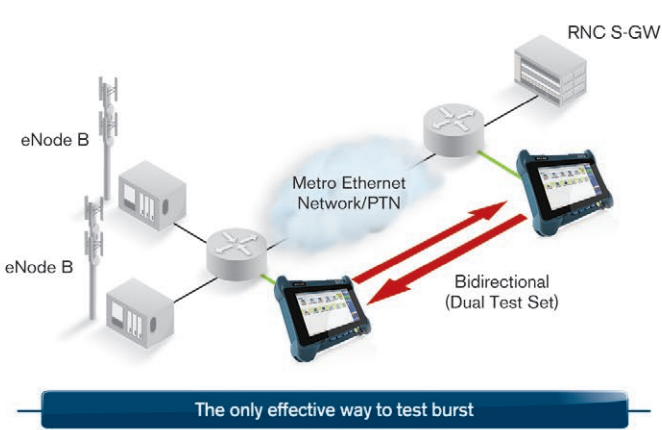 RNC S-GW
eNode B
Metro Ethernet
Network/PTN
eNode B
Bidirectional
(Dual Test Set)
The only effective way to test burst